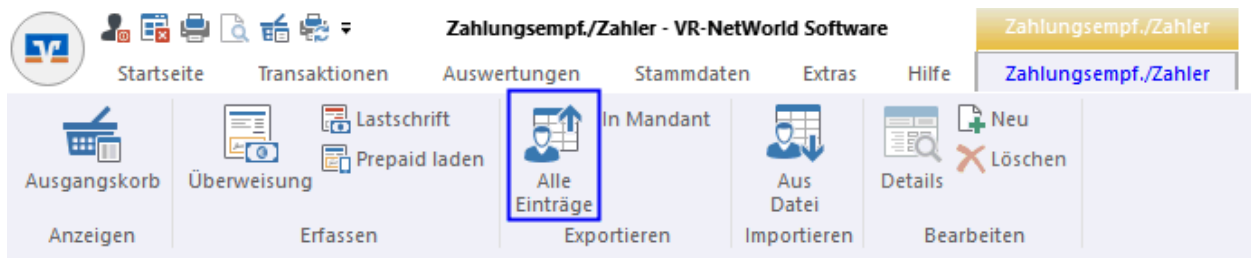 Zahlungsempf./Zahler - VR-NetWorld Software
Zahlungsempf./Zahler
Startseite Transaktionen Auswertungen Stammdaten Extras Hilfe Zahlungsempf./Zahler
Ausgangskorb
Anzeigen
Überweisung
Lastschrift
Prepaid laden
Erfassen
Alle
Einträge
In Mandant
Exportieren
Aus
Datei
Importieren
Details
Neu
Löschen
Bearbeiten